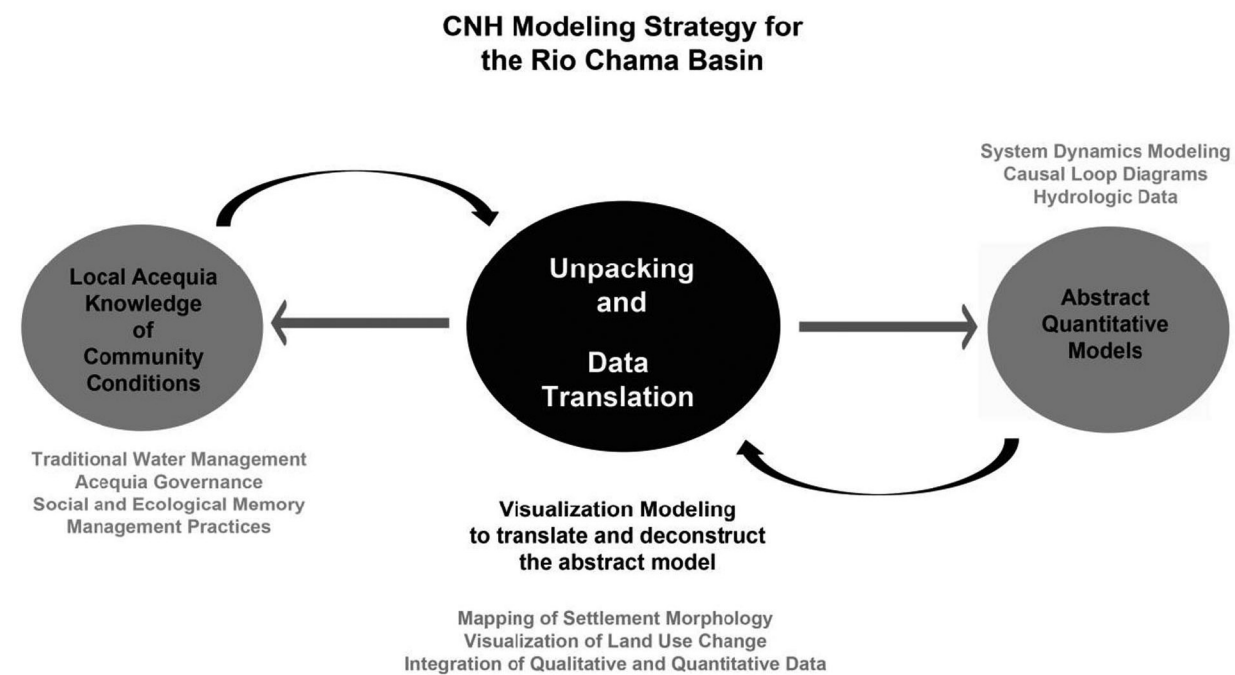 CNH Modeling Strategy for
the Rio Chama Basin
System Dynamics Modeling
Causal Loop Diagrams
Hydrologic Data
Local Acequia
Knowledge
of
Community
Conditions
Unpacking
and
Data
Translation
Abstract
Quantitative
Models
Traditional Water Management
Acequia Governance
Social and Ecological Memory
Management Practices
Visualization Modeling
to translate and deconstruct
the abstract model
Mapping of Settlement Morphology
Visualization of Land Use Change
Integration of Qualitative and Quantitative Data